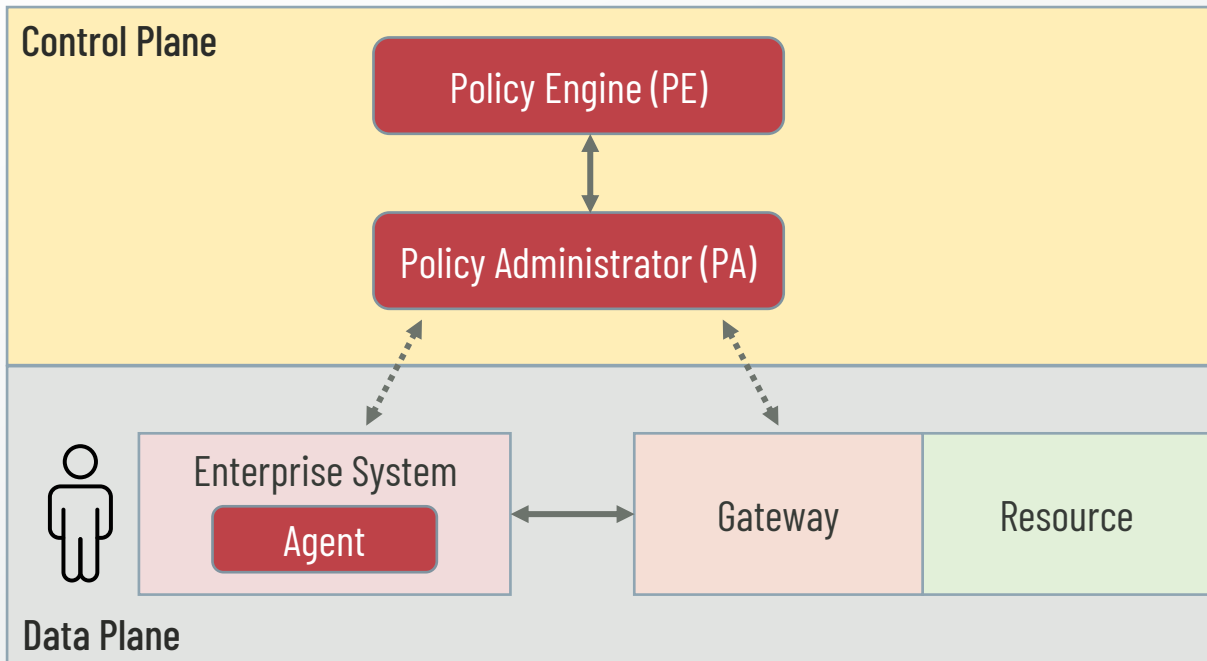 Control Plane
Policy Engine (PE)
Policy Administrator (PA)
Enterprise System
Agent
Gateway
Resource
Data Plane